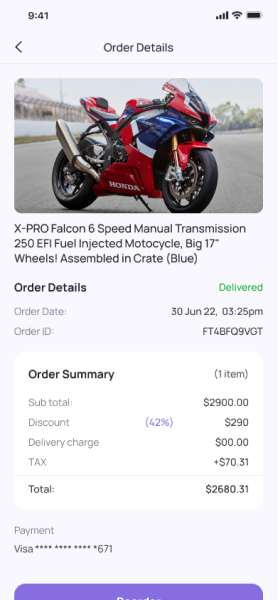 9:41
Order Details
HONDA
X-PRO Falcon 6 Speed Manual Transmission
250 EFI Fuel Injected Motocycle, Big 17"
Wheels! Assembled in Crate (Blue)
Order Details Delivered
Order Date: 30 Jun 22, 03:25pm
Order ID: FT4BFQ9VGT
Order Summary (1 item)
Sub total: $2900.00
Discount (42%) $290
Delivery charge $00.00
TAX +$70.31
Total: $2680.31
Payment
Visa **** **** **** *671
Reorder